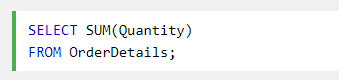 SELECT SUM(Quantity)
FROM OrderDetails;